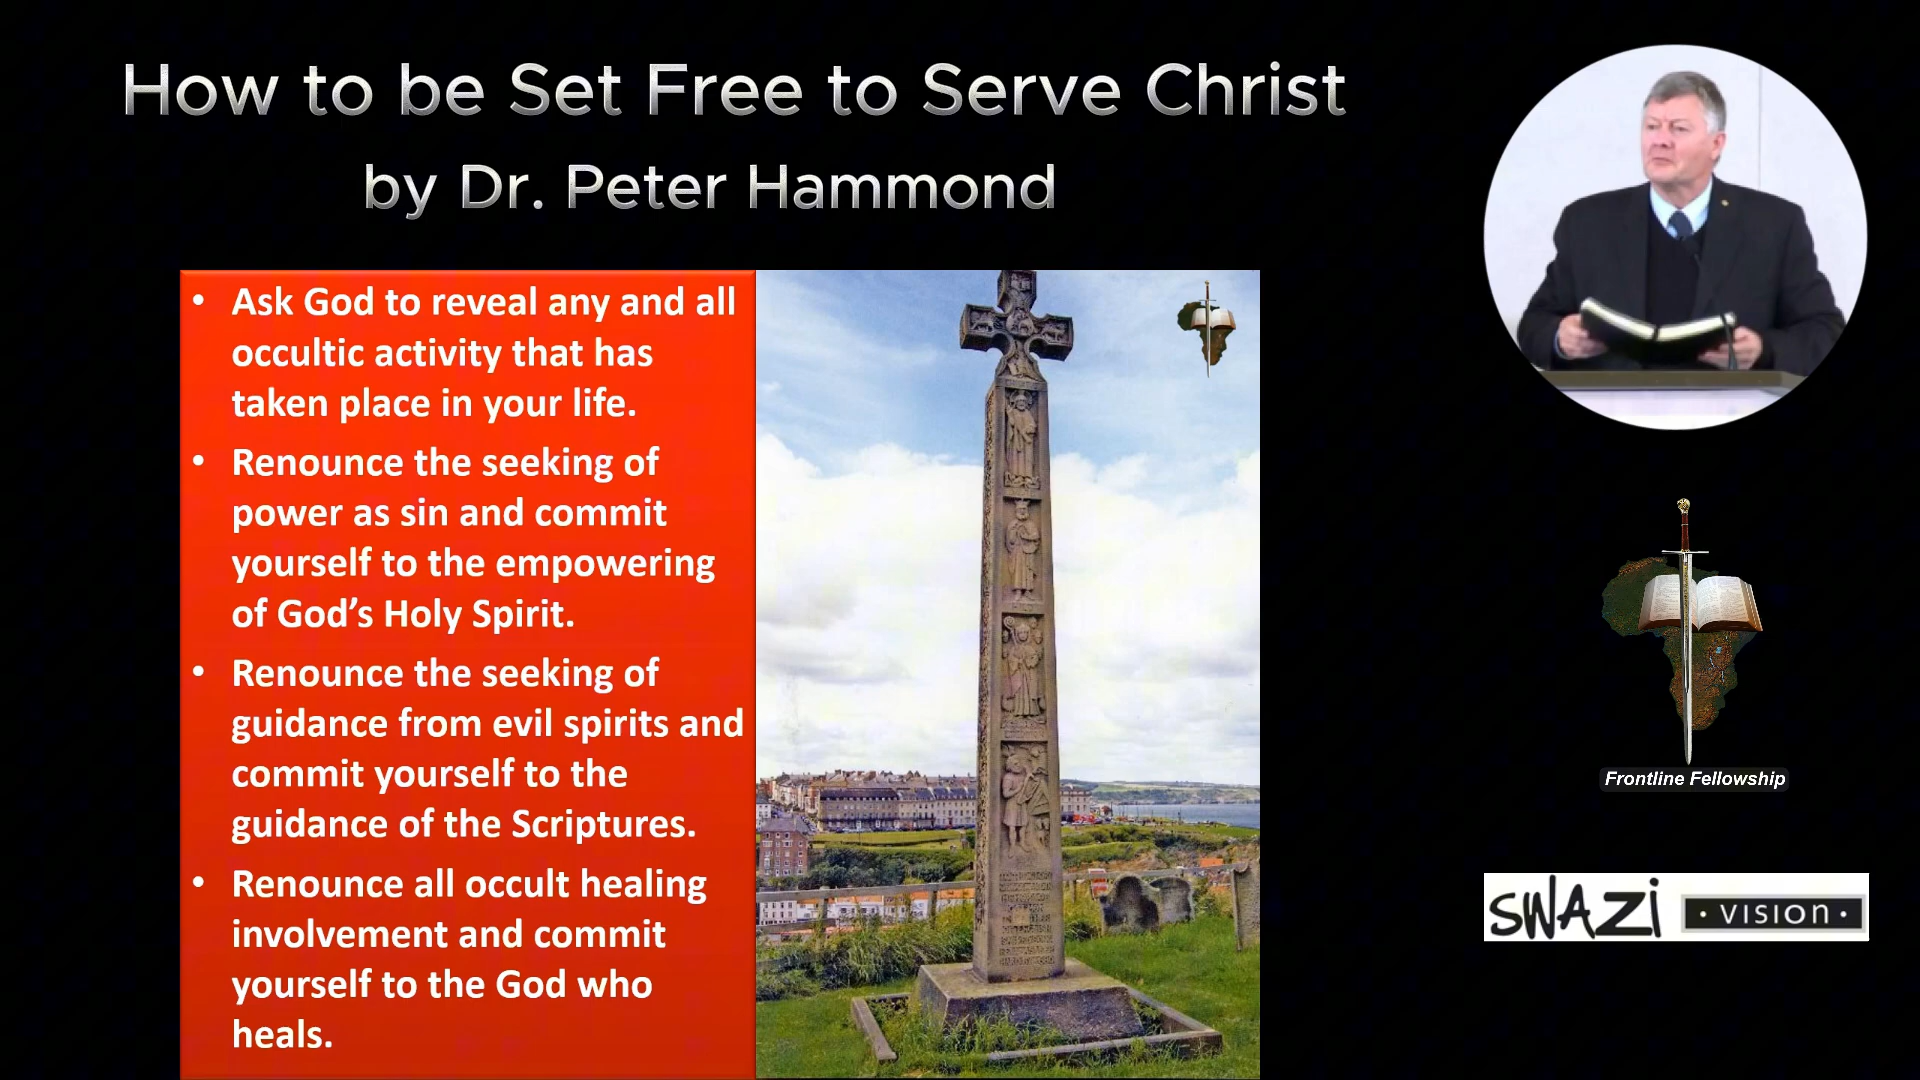 How to be Set Free to Serve Christ
by Dr. Peter Hammond
• Ask God to reveal any and all
occultic activity that has
taken place in your life.
• Renounce the seeking of
power as sin and commit
yourself to the empowering
of God’s Holy Spirit.
• Renounce the seeking of
guidance from evil spirits and
commit yourself to the
guidance of the Scriptures.
• Renounce all occult healing
involvement and commit
yourself to the God who
heals.
Frontline Fellowship
SWAZi • VISION •